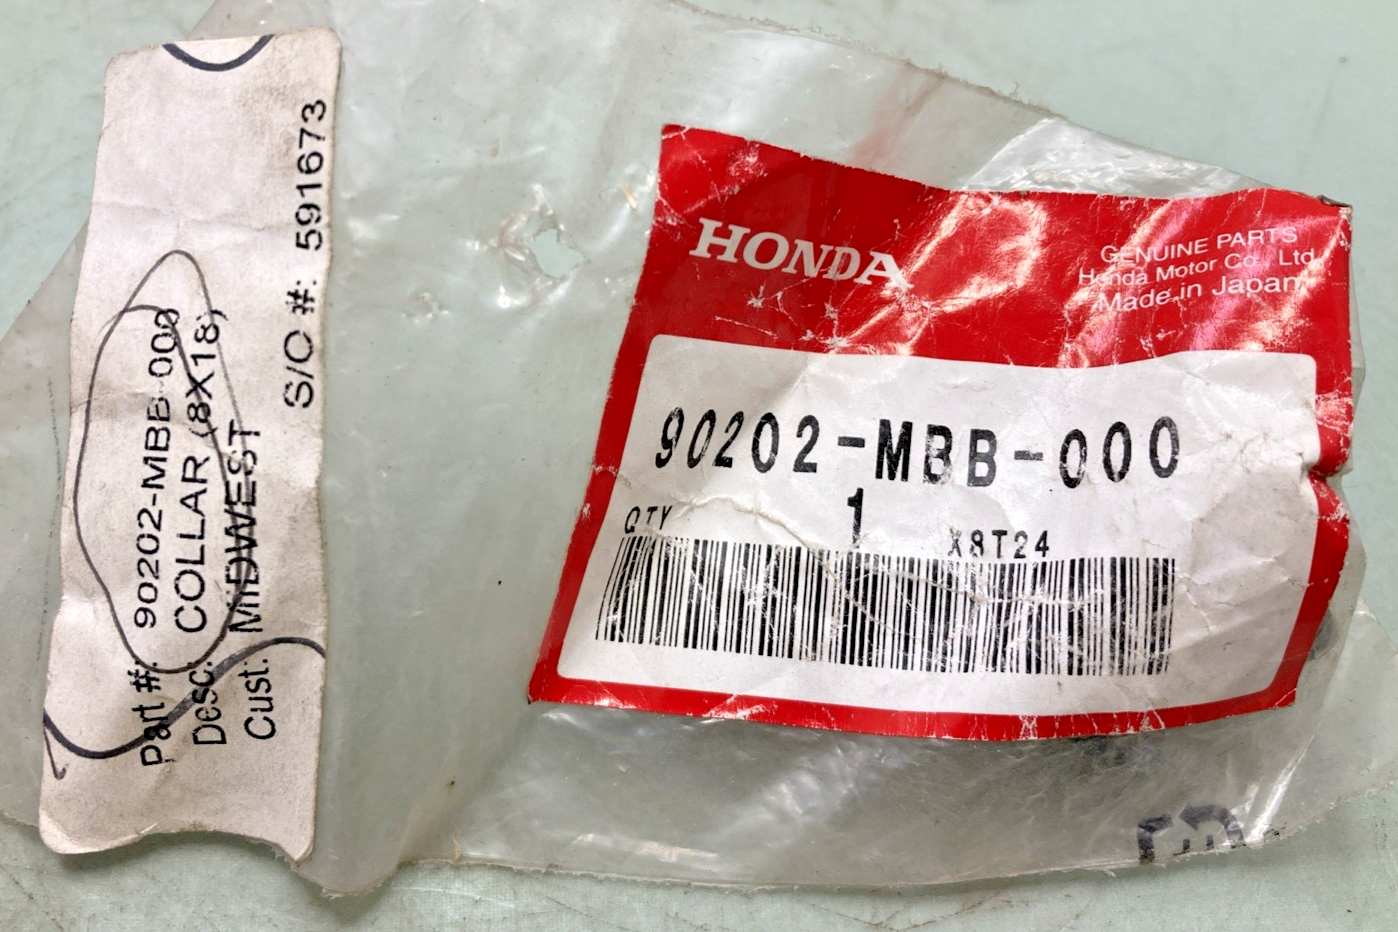 Part #: 90202-MBB-000
Desc: COLLAR (8X18)
Cust: MIDWEST
S/O #: 591673
HONDA
GENUINE PARTS
Honda Motor Co., Ltd.
Made in Japan
90202-MBB-000
QTY 1 X8T24